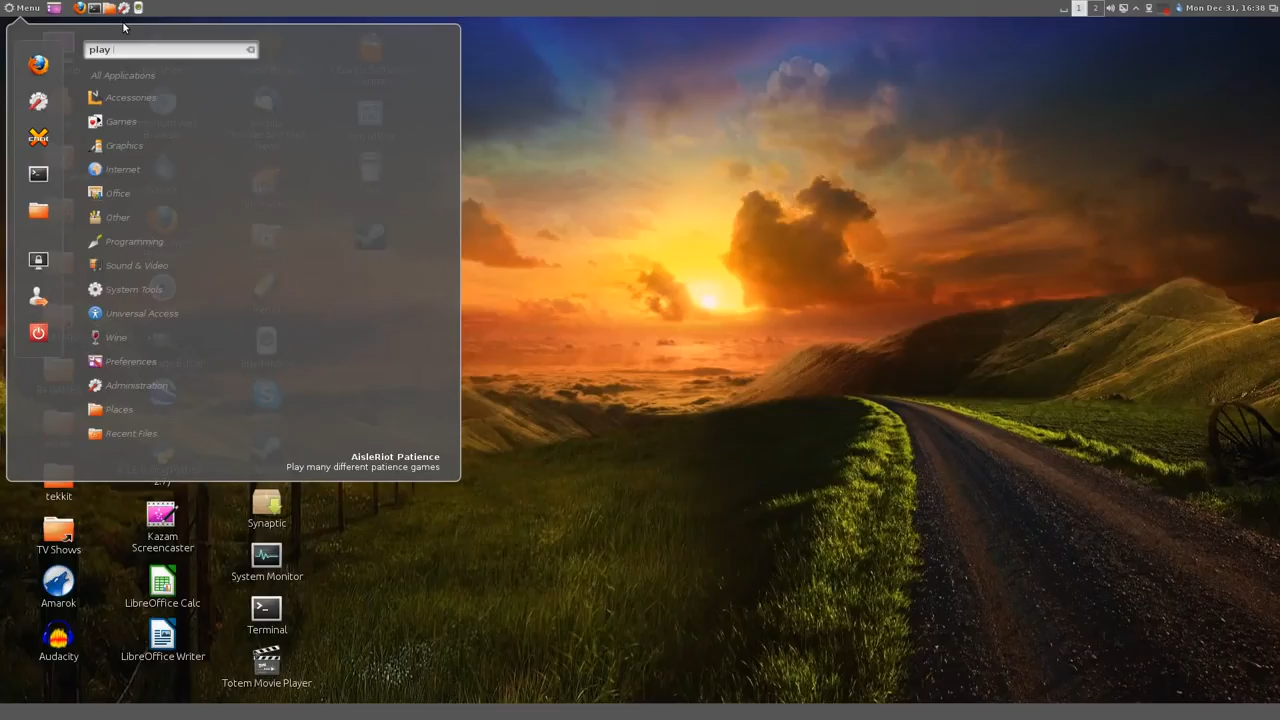 Menu
1
2
Mon Dec 31, 16:38
play
All Applications
Accessories
Games
Graphics
Internet
Office
Other
Programming
Sound & Video
System Tools
Universal Access
Wine
Preferences
Administration
Places
Recent Files
AisleRiot Patience
Play many different patience games
tekkit
TV Shows
Amarok
Audacity
Kazam
Screencaster
LibreOffice Calc
LibreOffice Writer
Synaptic
System Monitor
Terminal
Totem Movie Player